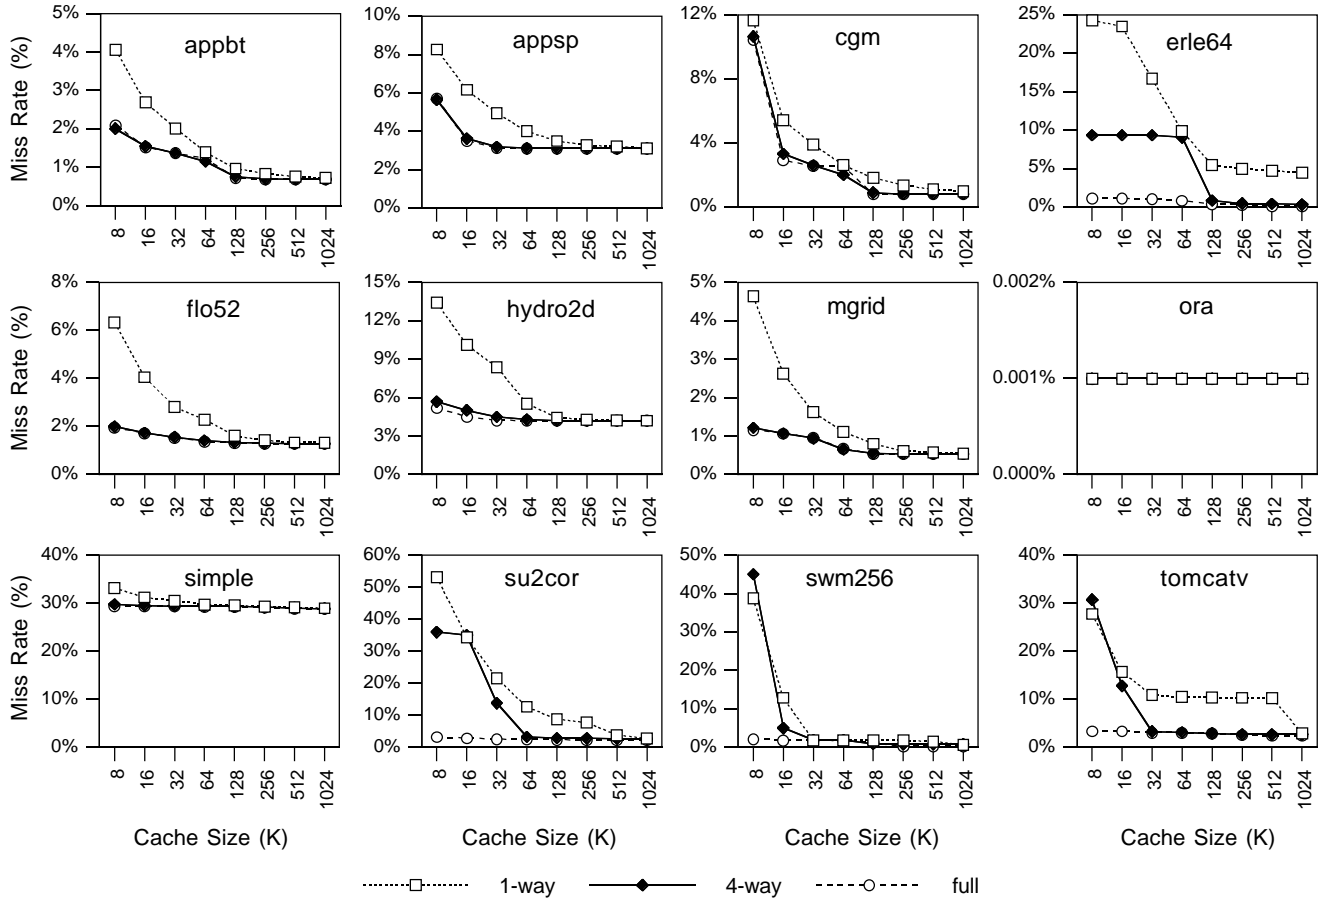 Miss Rate (%)
5%
4%
3%
2%
1%
0%
appbt
8 16 32 64 128 256 512 1024
10%
8%
6%
4%
2%
0%
appsp
8 16 32 64 128 256 512 1024
12%
8%
4%
0%
cgm
8 16 32 64 128 256 512 1024
25%
20%
15%
10%
5%
0%
erle64
8 16 32 64 128 256 512 1024
Miss Rate (%)
8%
6%
4%
2%
0%
flo52
8 16 32 64 128 256 512 1024
15%
12%
9%
6%
3%
0%
hydro2d
8 16 32 64 128 256 512 1024
5%
4%
3%
2%
1%
0%
mgrid
8 16 32 64 128 256 512 1024
0.002%
0.001%
0.000%
ora
8 16 32 64 128 256 512 1024
Miss Rate (%)
40%
30%
20%
10%
0%
simple
8 16 32 64 128 256 512 1024
Cache Size (K)
60%
50%
40%
30%
20%
10%
0%
su2cor
8 16 32 64 128 256 512 1024
Cache Size (K)
50%
40%
30%
20%
10%
0%
swm256
8 16 32 64 128 256 512 1024
Cache Size (K)
40%
30%
20%
10%
0%
tomcatv
8 16 32 64 128 256 512 1024
Cache Size (K)
1-way 4-way full